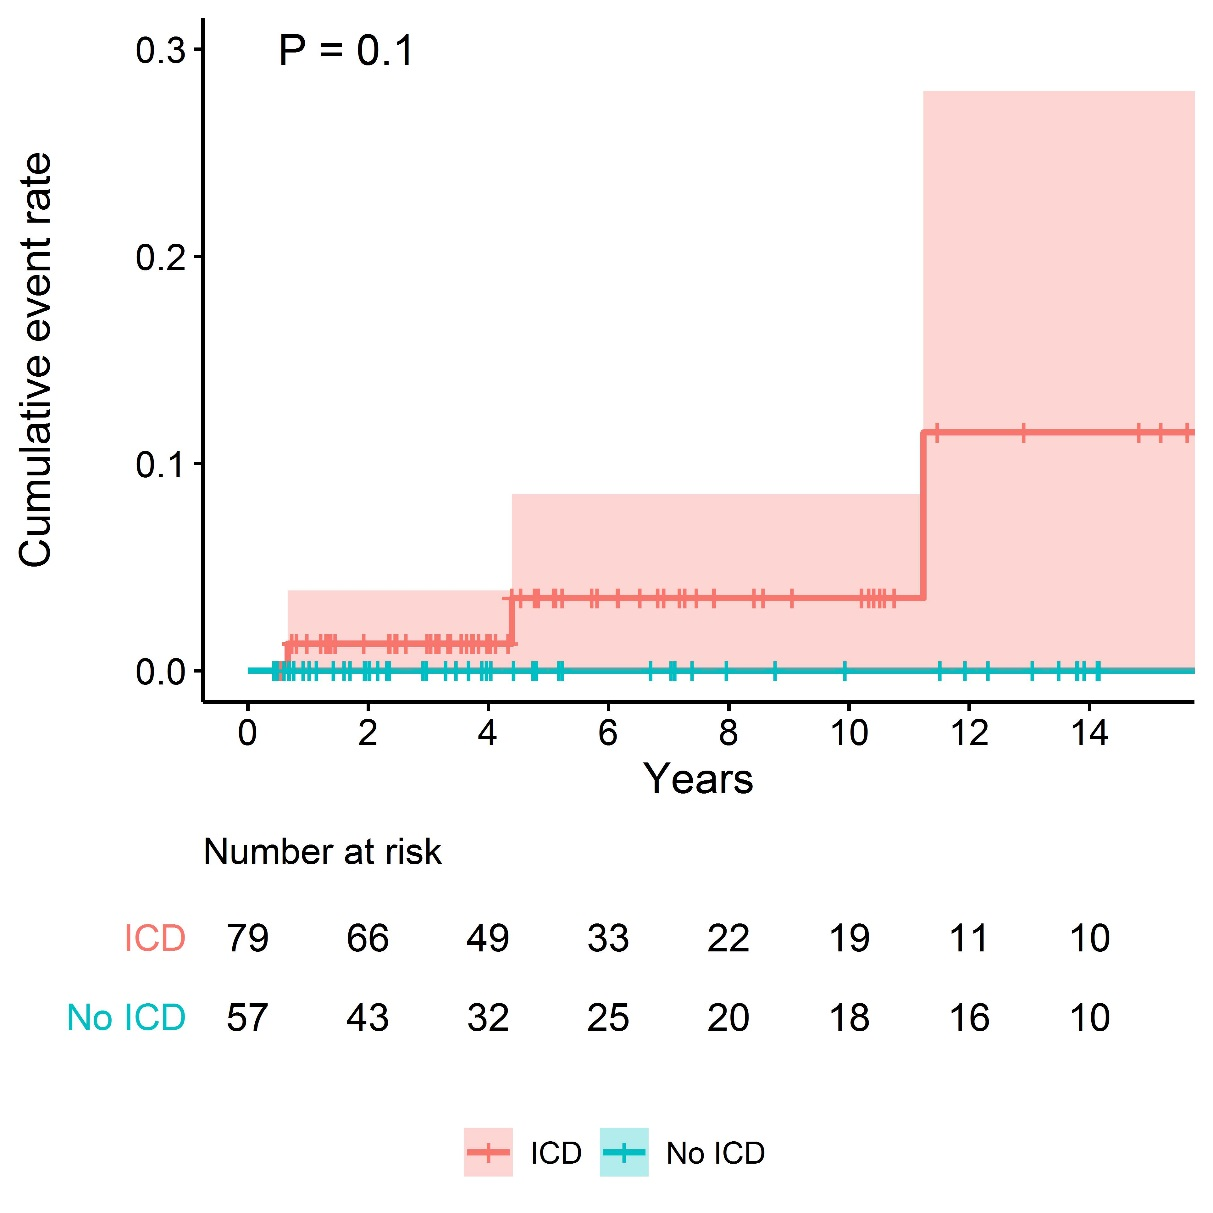 P = 0.1
0.3
0.2
0.1
0.0
Cumulative event rate
0 2 4 6 8 10 12 14
Years
Number at risk
ICD 79 66 49 33 22 19 11 10
No ICD 57 43 32 25 20 18 16 10
ICD No ICD